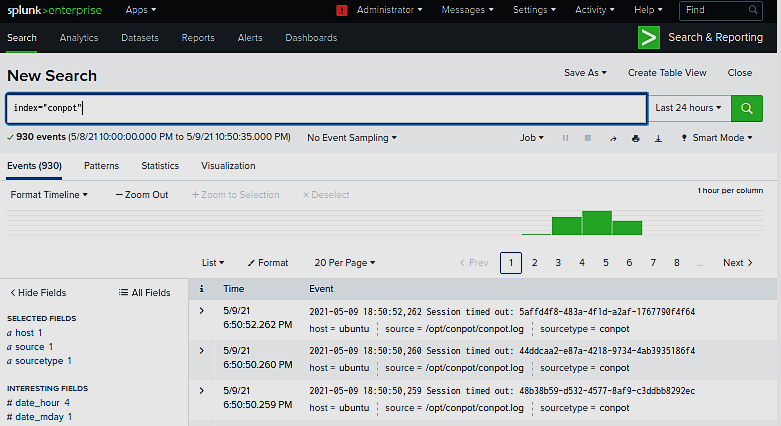 splunk>enterprise Apps Administrator Messages Settings Activity Help Find
Search Analytics Datasets Reports Alerts Dashboards Search & Reporting
New Search Save As Create Table View Close
index="conpot" Last 24 hours
930 events (5/8/21 10:00:00.000 PM to 5/9/21 10:50:35.000 PM) No Event Sampling Job Smart Mode
Events (930) Patterns Statistics Visualization
Format Timeline — Zoom Out + Zoom to Selection × Deselect 1 hour per column
List Format 20 Per Page < Prev 1 2 3 4 5 6 7 8 ... Next >
< Hide Fields All Fields i Time Event
SELECTED FIELDS
a host 1
a source 1
a sourcetype 1
INTERESTING FIELDS
# date_hour 4
# date_mday 1
> 5/9/21 2021-05-09 18:50:52,262 Session timed out: 5affd4f8-483a-4f1d-a2af-1767790f4f64
6:50:52.262 PM host = ubuntu source = /opt/conpot/conpot.log sourcetype = conpot
> 5/9/21 2021-05-09 18:50:50,260 Session timed out: 44ddcaa2-e87a-4218-9734-4ab3935186f4
6:50:50.260 PM host = ubuntu source = /opt/conpot/conpot.log sourcetype = conpot
> 5/9/21 2021-05-09 18:50:50,259 Session timed out: 48b38b59-d532-4577-8af9-c3ddbb8292ec
6:50:50.259 PM host = ubuntu source = /opt/conpot/conpot.log sourcetype = conpot